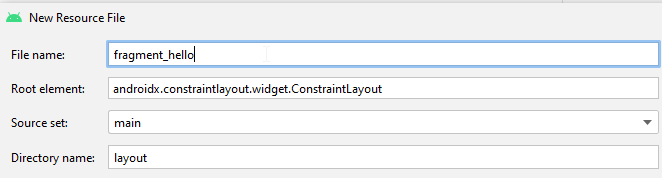 New Resource File
File name: fragment_hello
Root element: androidx.constraintlayout.widget.ConstraintLayout
Source set: main
Directory name: layout